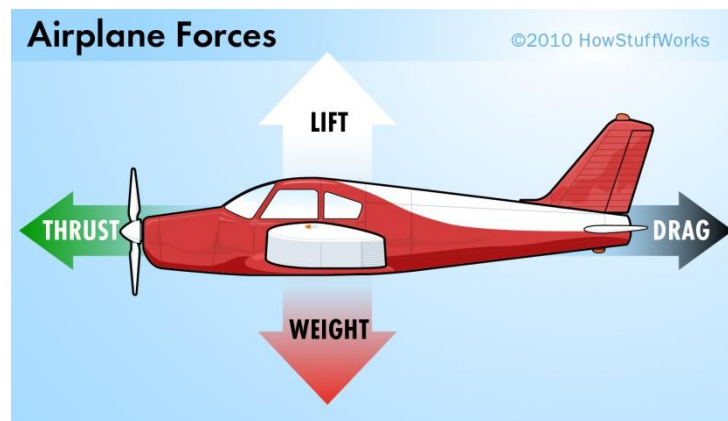 Airplane Forces
©2010 HowStuffWorks
LIFT
THRUST
DRAG
WEIGHT